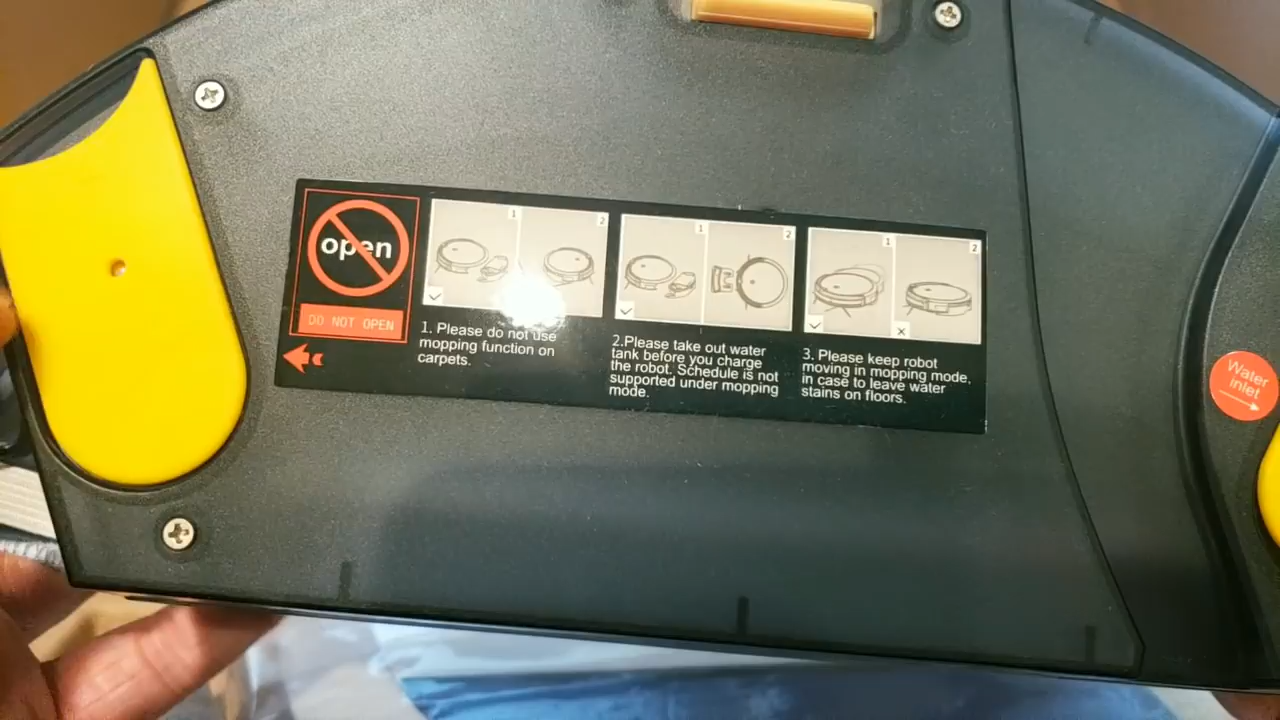 open
DO NOT OPEN
1 2
1. Please do not use
mopping function on
carpets.
1 2
2.Please take out water
tank before you charge
the robot. Schedule is not
supported under mopping
mode.
1 2
3. Please keep robot
moving in mopping mode,
in case to leave water
stains on floors.
Water
inlet